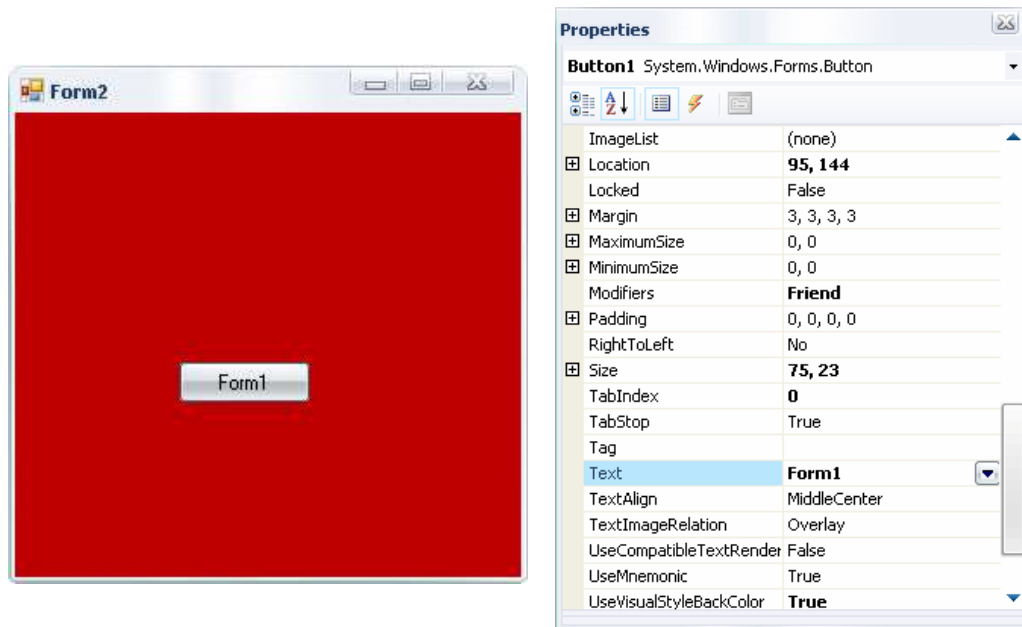 Form2
Form1
Properties
Button1 System.Windows.Forms.Button
ImageList (none)
Location 95, 144
Locked False
Margin 3, 3, 3, 3
MaximumSize 0, 0
MinimumSize 0, 0
Modifiers Friend
Padding 0, 0, 0, 0
RightToLeft No
Size 75, 23
TabIndex 0
TabStop True
Tag
Text Form1
TextAlign MiddleCenter
TextImageRelation Overlay
UseCompatibleTextRender False
UseMnemonic True
UseVisualStyleBackColor True